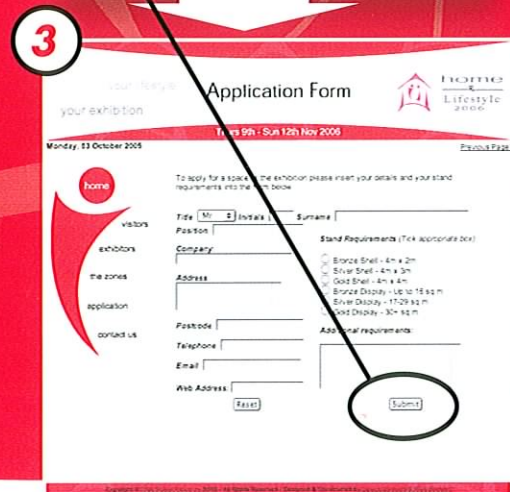 3
your lifestyle
your exhibition
Application Form
home
&
Lifestyle
2006
Thurs 9th - Sun 12th Nov 2006
Monday, 03 October 2005
Previous Page
home
visitors
exhibitors
the zones
application
contact us
To apply for a space in the exhibition please insert your details and your stand
requirements into the form below
Title Mr Initials Surname
Position
Company
Address
Postcode
Telephone
Email
Web Address:
Reset
Stand Requirements (Tick appropriate box)
Bronze Shell - 4m x 2m
Silver Shell - 4m x 3m
Gold Shell - 4m x 4m
Bronze Display - Up to 16 sq m
Silver Display - 17-29 sq m
Gold Display - 30+ sq m
Additional requirements:
Submit